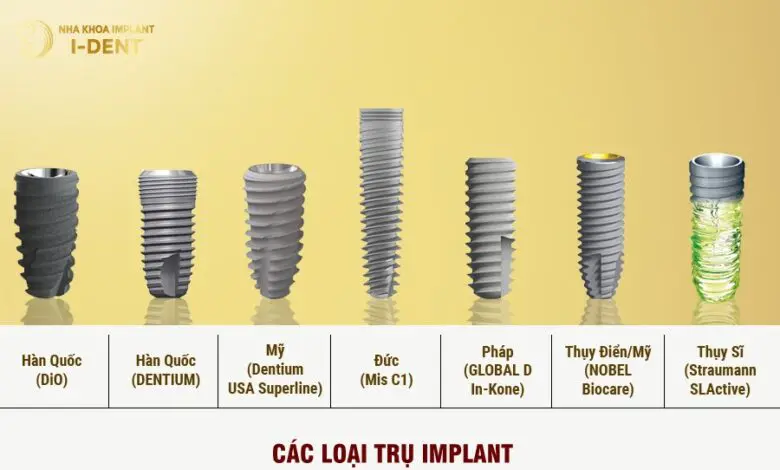 NHA KHOA IMPLANT
I-DENT
Hàn Quốc
(DiO)
Hàn Quốc
(DENTIUM)
Mỹ
(Dentium
USA Superline)
Đức
(Mis C1)
Pháp
(GLOBAL D
In-Kone)
Thụy Điển/Mỹ
(NOBEL
Biocare)
Thụy Sĩ
(Straumann
SLActive)
CÁC LOẠI TRỤ IMPLANT